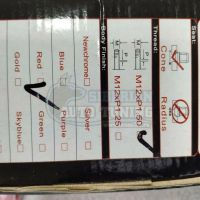 Seat:
Cone
Radius
Thread:
M12xP1.50
M12xP1.25
Body Finish:
Newchrome
Silver
Blue
Purple
Red
Green
Gold
Skyblue